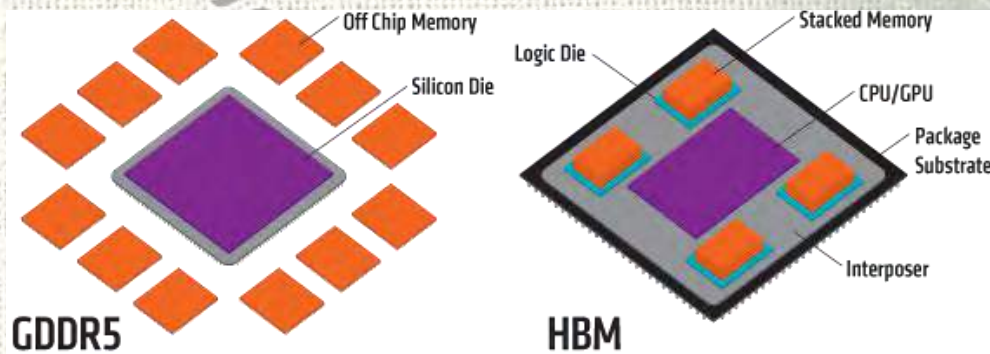 Off Chip Memory
Silicon Die
GDDR5
Stacked Memory
Logic Die
CPU/GPU
Package
Substrate
Interposer
HBM